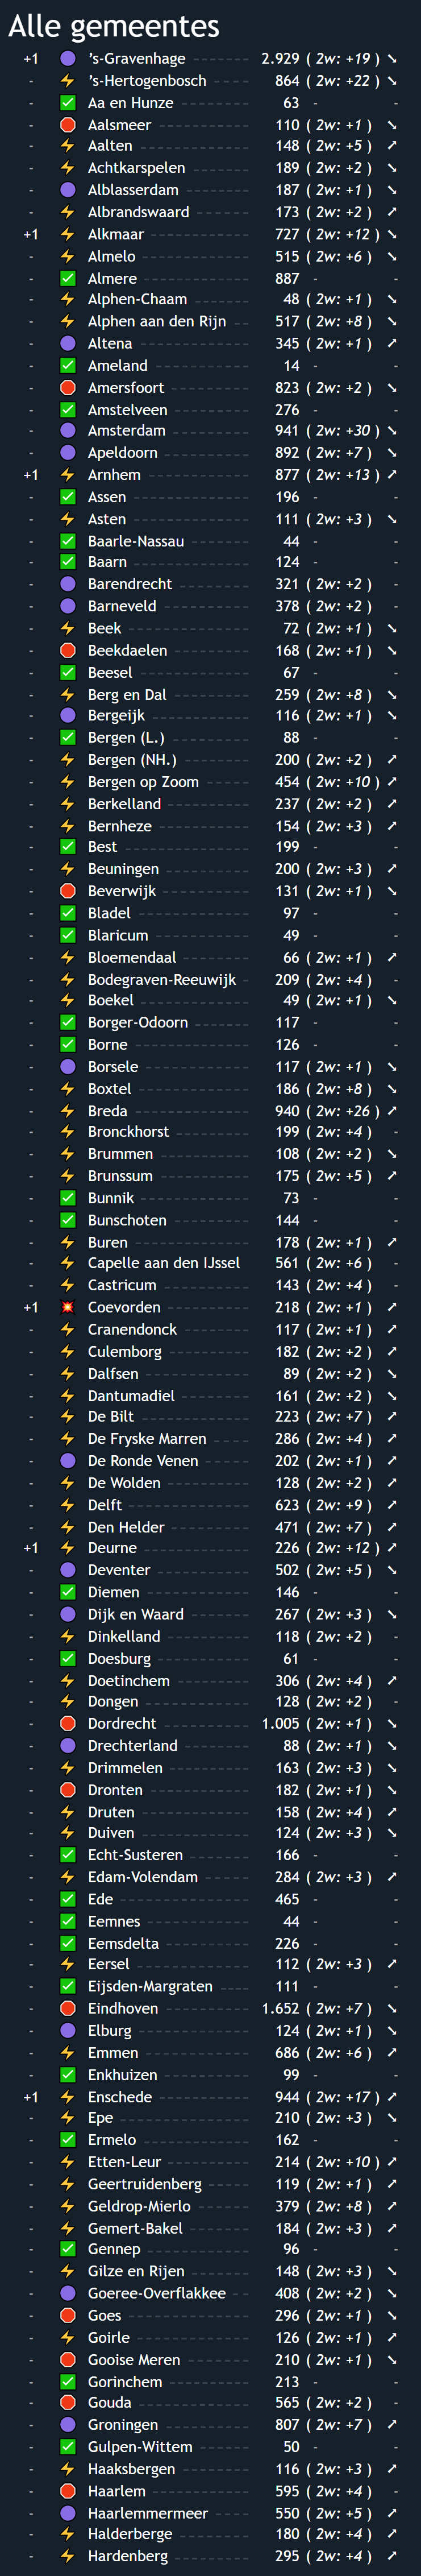 Alle gemeentes
+1 's-Gravenhage 2.929 ( 2w: +19 )
- 's-Hertogenbosch 864 ( 2w: +22 )
- Aa en Hunze 63 - -
- Aalsmeer 110 ( 2w: +1 )
- Aalten 148 ( 2w: +5 )
- Achtkarspelen 189 ( 2w: +2 )
- Alblasserdam 187 ( 2w: +1 )
- Albrandswaard 173 ( 2w: +2 )
+1 Alkmaar 727 ( 2w: +12 )
- Almelo 515 ( 2w: +6 )
- Almere 887 - -
- Alphen-Chaam 48 ( 2w: +1 )
- Alphen aan den Rijn 517 ( 2w: +8 )
- Altena 345 ( 2w: +1 )
- Ameland 14 - -
- Amersfoort 823 ( 2w: +2 )
- Amstelveen 276 - -
- Amsterdam 941 ( 2w: +30 )
- Apeldoorn 892 ( 2w: +7 )
+1 Arnhem 877 ( 2w: +13 )
- Assen 196 - -
- Asten 111 ( 2w: +3 )
- Baarle-Nassau 44 - -
- Baarn 124 - -
- Barendrecht 321 ( 2w: +2 ) -
- Barneveld 378 ( 2w: +2 ) -
- Beek 72 ( 2w: +1 )
- Beekdaelen 168 ( 2w: +1 )
- Beesel 67 - -
- Berg en Dal 259 ( 2w: +8 )
- Bergeijk 116 ( 2w: +1 )
- Bergen (L.) 88 - -
- Bergen (NH.) 200 ( 2w: +2 )
- Bergen op Zoom 454 ( 2w: +10 )
- Berkelland 237 ( 2w: +2 )
- Bernheze 154 ( 2w: +3 )
- Best 199 - -
- Beuningen 200 ( 2w: +3 )
- Beverwijk 131 ( 2w: +1 )
- Bladel 97 - -
- Blaricum 49 - -
- Bloemendaal 66 ( 2w: +1 )
- Bodegraven-Reeuwijk 209 ( 2w: +4 ) -
- Boekel 49 ( 2w: +1 )
- Borger-Odoorn 117 - -
- Borne 126 - -
- Borsele 117 ( 2w: +1 )
- Boxtel 186 ( 2w: +8 )
- Breda 940 ( 2w: +26 )
- Bronckhorst 199 ( 2w: +4 ) -
- Brummen 108 ( 2w: +2 )
- Brunssum 175 ( 2w: +5 )
- Bunnik 73 - -
- Bunschoten 144 - -
- Buren 178 ( 2w: +1 )
- Capelle aan den IJssel 561 ( 2w: +6 ) -
- Castricum 143 ( 2w: +4 ) -
+1 Coevorden 218 ( 2w: +1 )
- Cranendonck 117 ( 2w: +1 )
- Culemborg 182 ( 2w: +2 )
- Dalfsen 89 ( 2w: +2 )
- Dantumadiel 161 ( 2w: +2 )
- De Bilt 223 ( 2w: +7 )
- De Fryske Marren 286 ( 2w: +4 )
- De Ronde Venen 202 ( 2w: +1 )
- De Wolden 128 ( 2w: +2 )
- Delft 623 ( 2w: +9 )
- Den Helder 471 ( 2w: +7 )
+1 Deurne 226 ( 2w: +12 )
- Deventer 502 ( 2w: +5 )
- Diemen 146 - -
- Dijk en Waard 267 ( 2w: +3 )
- Dinkelland 118 ( 2w: +2 ) -
- Doesburg 61 - -
- Doetinchem 306 ( 2w: +4 )
- Dongen 128 ( 2w: +2 ) -
- Dordrecht 1.005 ( 2w: +1 )
- Drechterland 88 ( 2w: +1 )
- Drimmelen 163 ( 2w: +3 )
- Dronten 182 ( 2w: +1 )
- Druten 158 ( 2w: +4 )
- Duiven 124 ( 2w: +3 )
- Echt-Susteren 166 - -
- Edam-Volendam 284 ( 2w: +3 )
- Ede 465 - -
- Eemnes 44 - -
- Eemsdelta 226 - -
- Eersel 112 ( 2w: +3 )
- Eijsden-Margraten 111 - -
- Eindhoven 1.652 ( 2w: +7 )
- Elburg 124 ( 2w: +1 )
- Emmen 686 ( 2w: +6 )
- Enkhuizen 99 - -
+1 Enschede 944 ( 2w: +17 )
- Epe 210 ( 2w: +3 )
- Ermelo 162 - -
- Etten-Leur 214 ( 2w: +10 )
- Geertruidenberg 119 ( 2w: +1 )
- Geldrop-Mierlo 379 ( 2w: +8 )
- Gemert-Bakel 184 ( 2w: +3 )
- Gennep 96 - -
- Gilze en Rijen 148 ( 2w: +3 )
- Goeree-Overflakkee 408 ( 2w: +2 )
- Goes 296 ( 2w: +1 )
- Goirle 126 ( 2w: +1 )
- Gooise Meren 210 ( 2w: +1 )
- Gorinchem 213 - -
- Gouda 565 ( 2w: +2 ) -
- Groningen 807 ( 2w: +7 )
- Gulpen-Wittem 50 - -
- Haaksbergen 116 ( 2w: +3 )
- Haarlem 595 ( 2w: +4 ) -
- Haarlemmermeer 550 ( 2w: +5 )
- Halderberge 180 ( 2w: +4 )
- Hardenberg 295 ( 2w: +4 )